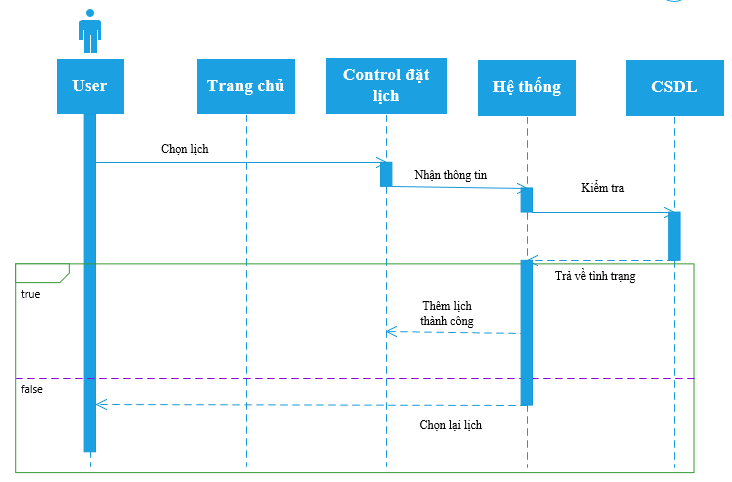 User
Trang chủ
Control đặt
lịch
Hệ thống
CSDL
Chọn lịch
Nhận thông tin
Kiểm tra
Trả về tình trạng
true
Thêm lịch
thành công
false
Chọn lại lịch